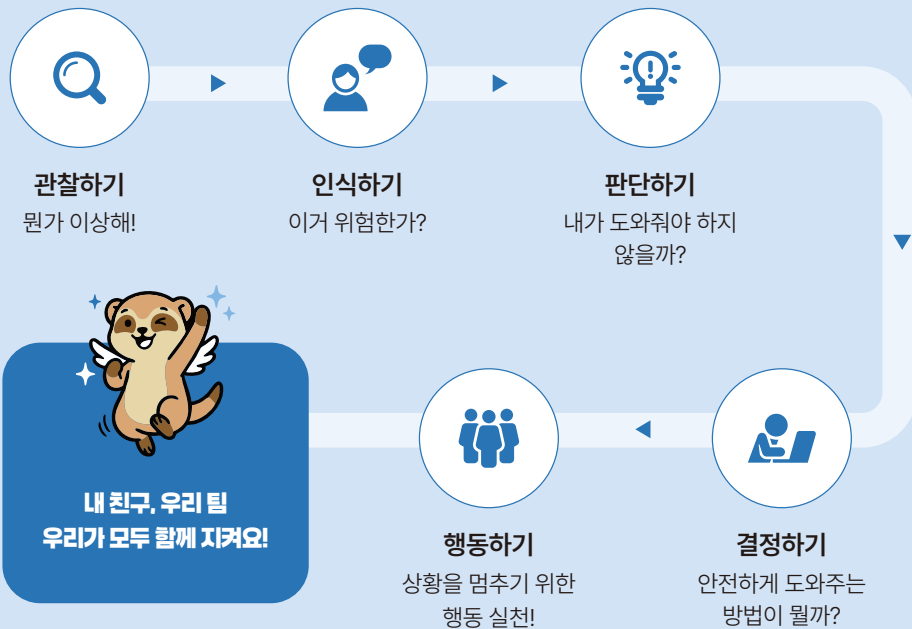 관찰하기
뭔가 이상해!
인식하기
이거 위험한가?
판단하기
내가 도와줘야 하지
않을까?
결정하기
안전하게 도와주는
방법이 뭘까?
행동하기
상황을 멈추기 위한
행동 실천!
내 친구, 우리 팀
우리가 모두 함께 지켜요!